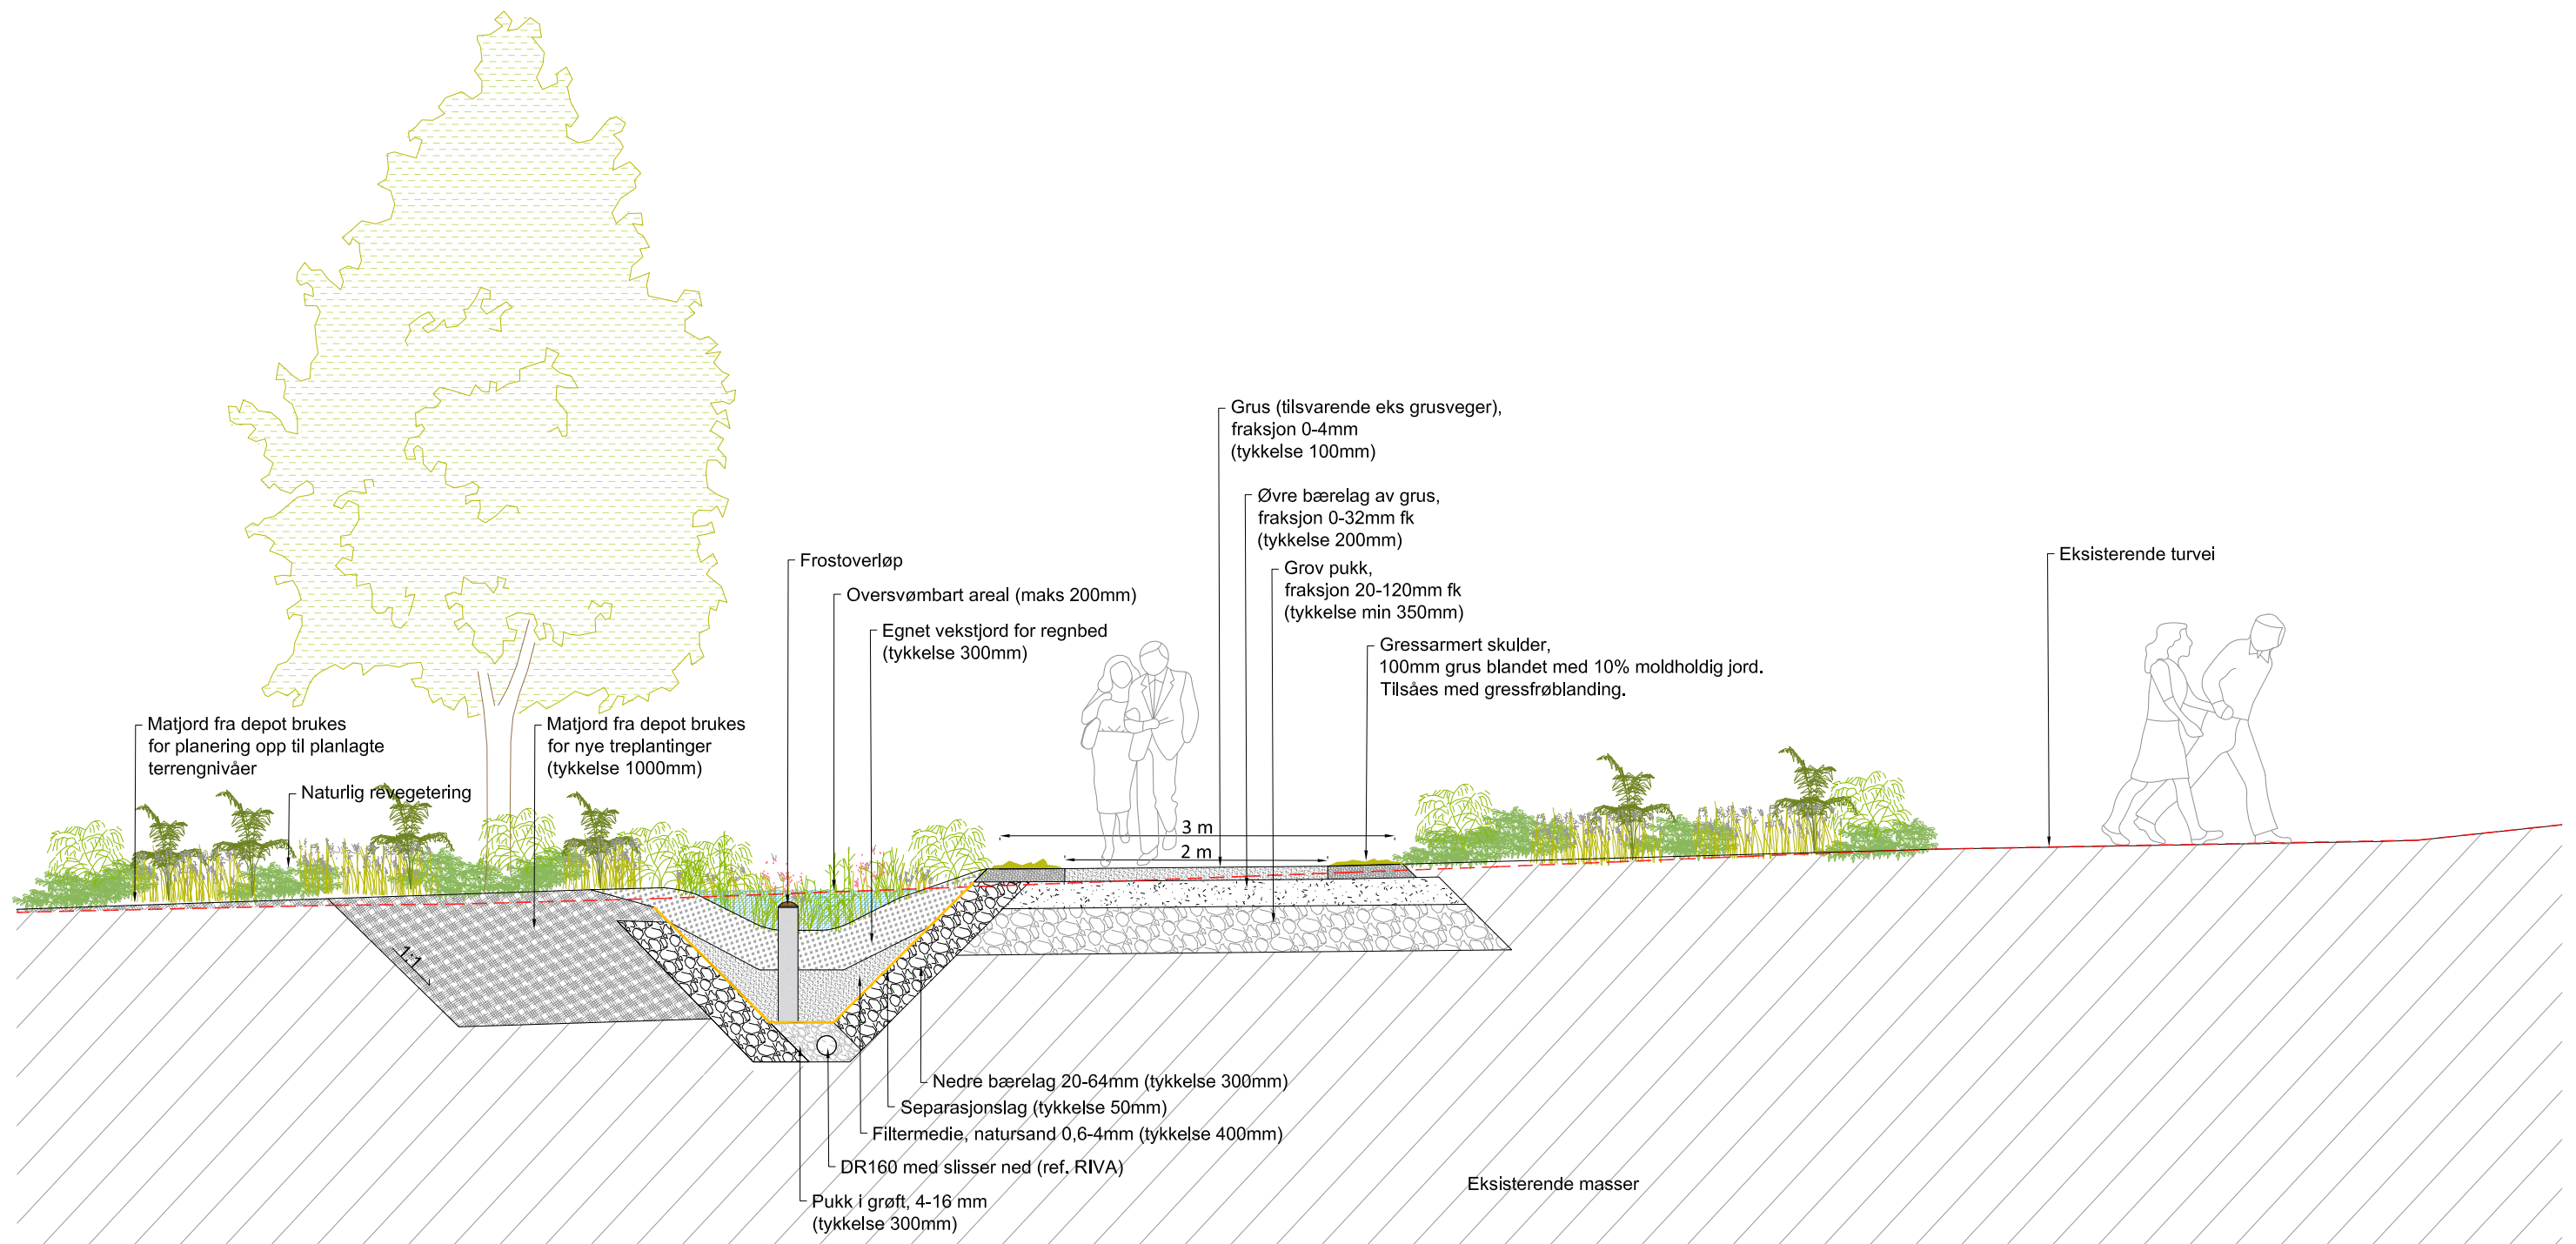 Grus (tilsvarende eks grusveger),
fraksjon 0-4mm
(tykkelse 100mm)
Øvre bærelag av grus,
fraksjon 0-32mm fk
(tykkelse 200mm)
Frostoverløp
Eksisterende turvei
Grov pukk,
fraksjon 20-120mm fk
(tykkelse min 350mm)
Oversvømbart areal (maks 200mm)
Egnet vekstjord for regnbed
(tykkelse 300mm)
Gressarmert skulder,
100mm grus blandet med 10% moldholdig jord.
Tilsåes med gressfrøblanding.
Matjord fra depot brukes
for planering opp til planlagte
terrengnivåer
Matjord fra depot brukes
for nye treplantinger
(tykkelse 1000mm)
Naturlig revegetering
3 m
2 m
1:1
Nedre bærelag 20-64mm (tykkelse 300mm)
Separasjonslag (tykkelse 50mm)
Filtermedie, natursand 0,6-4mm (tykkelse 400mm)
DR160 med slisser ned (ref. RIVA)
Eksisterende masser
Pukk i grøft, 4-16 mm
(tykkelse 300mm)